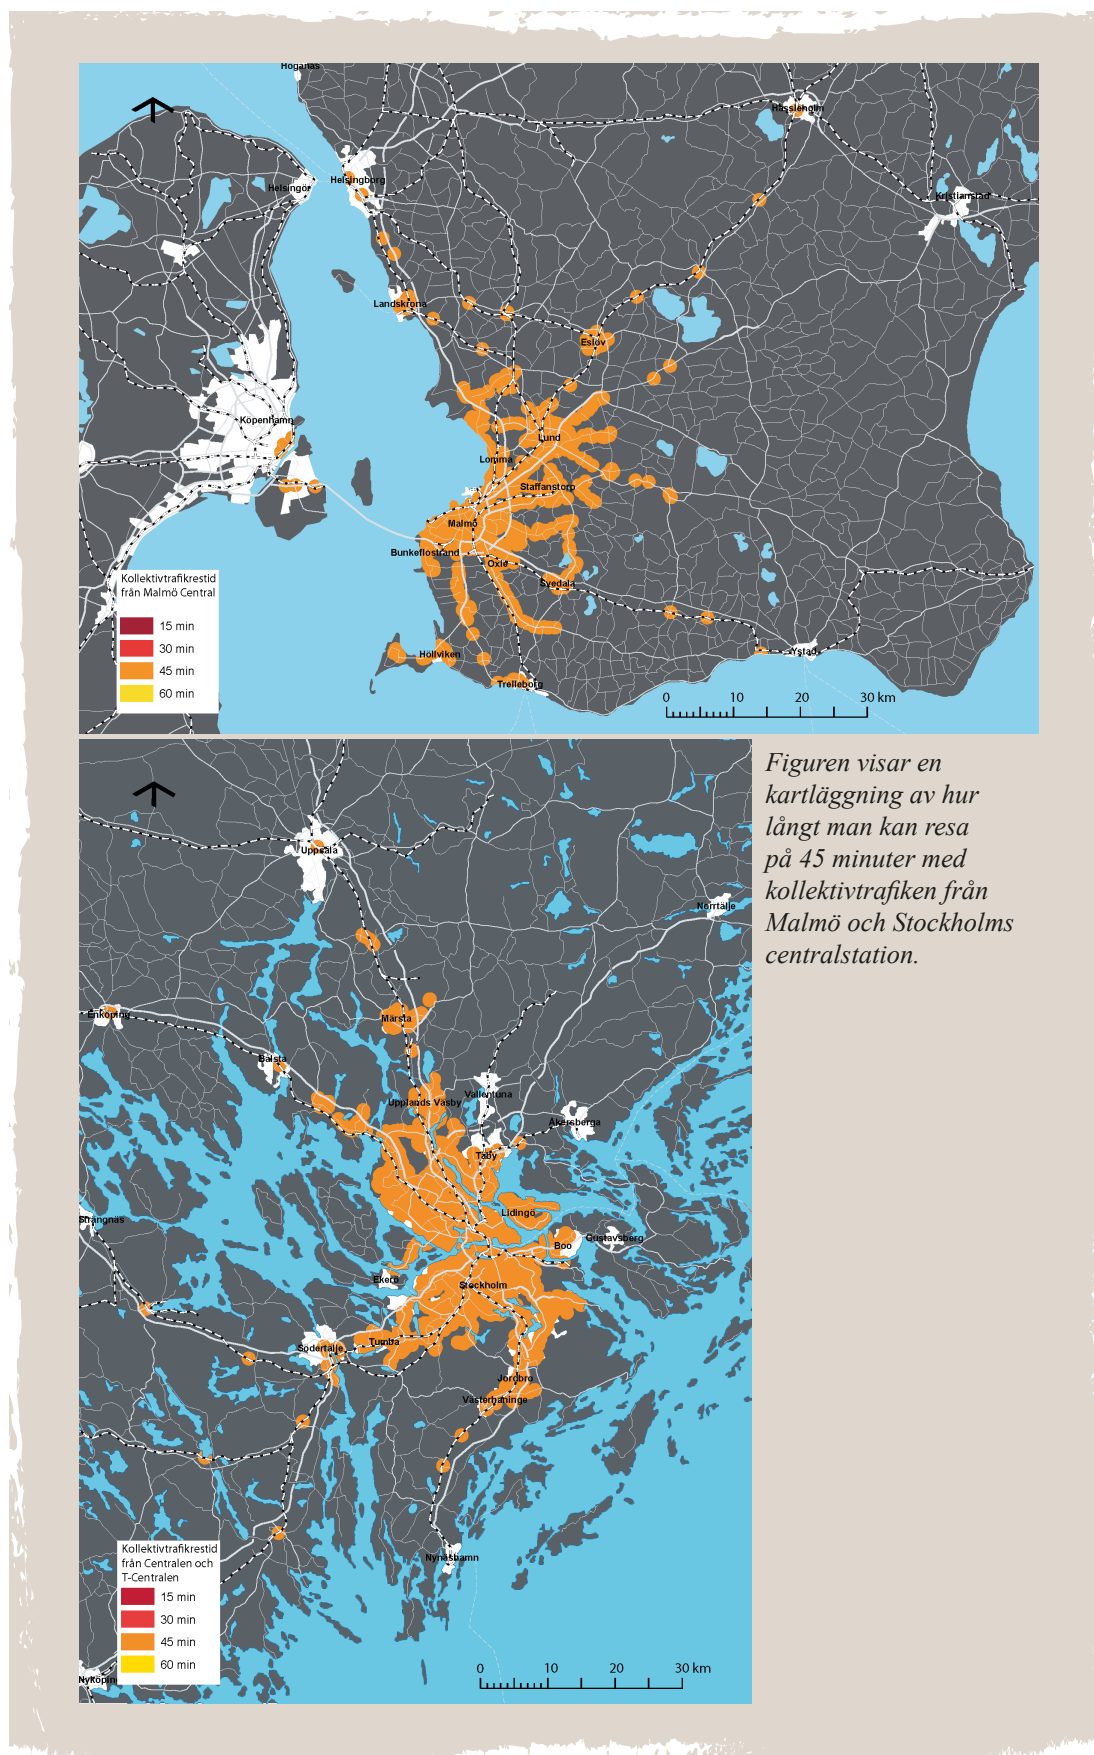 Höganäs
Hässleholm
Helsingborg
Helsingör
Kristianstad
Landskrona
Eslöv
Köpenhamn
Lund
Lomma
Staffanstorp
Malmö
Bunkeflostrand
Oxie
Svedala
Kollektivtrafikrestid
från Malmö Central
15 min
30 min
45 min
60 min
Höllviken
Ystad
Trelleborg
0 10 20 30 km
Figuren visar en
kartläggning av hur
långt man kan resa
på 45 minuter med
kollektivtrafiken från
Malmö och Stockholms
centralstation.
Uppsala
Norrtälje
Enköping
Märsta
Bålsta
Vallentuna
Upplands Väsby
Åkersberga
Täby
Lidingö
Strängnäs
Gustavsberg
Boo
Ekerö
Stockholm
Tumba
Södertälje
Jordbro
Västerhaninge
Kollektivtrafikrestid
från Centralen och
T-Centralen
15 min
30 min
45 min
60 min
Nynäshamn
Nyköping
0 10 20 30 km